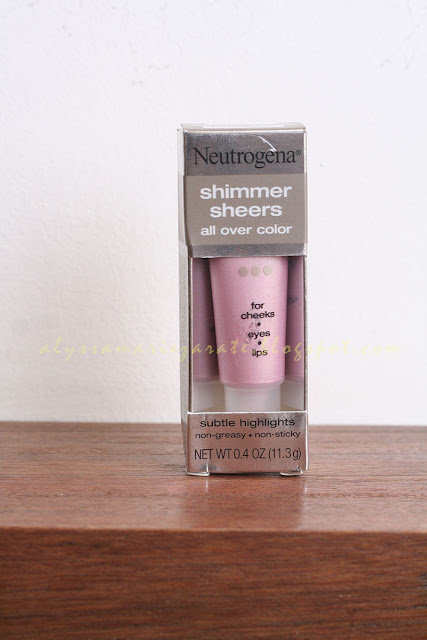 Neutrogena®
shimmer
sheers
all over color
for
cheeks
•
eyes
•
lips
subtle highlights
non-greasy • non-sticky
NET WT 0.4 OZ (11.3g)